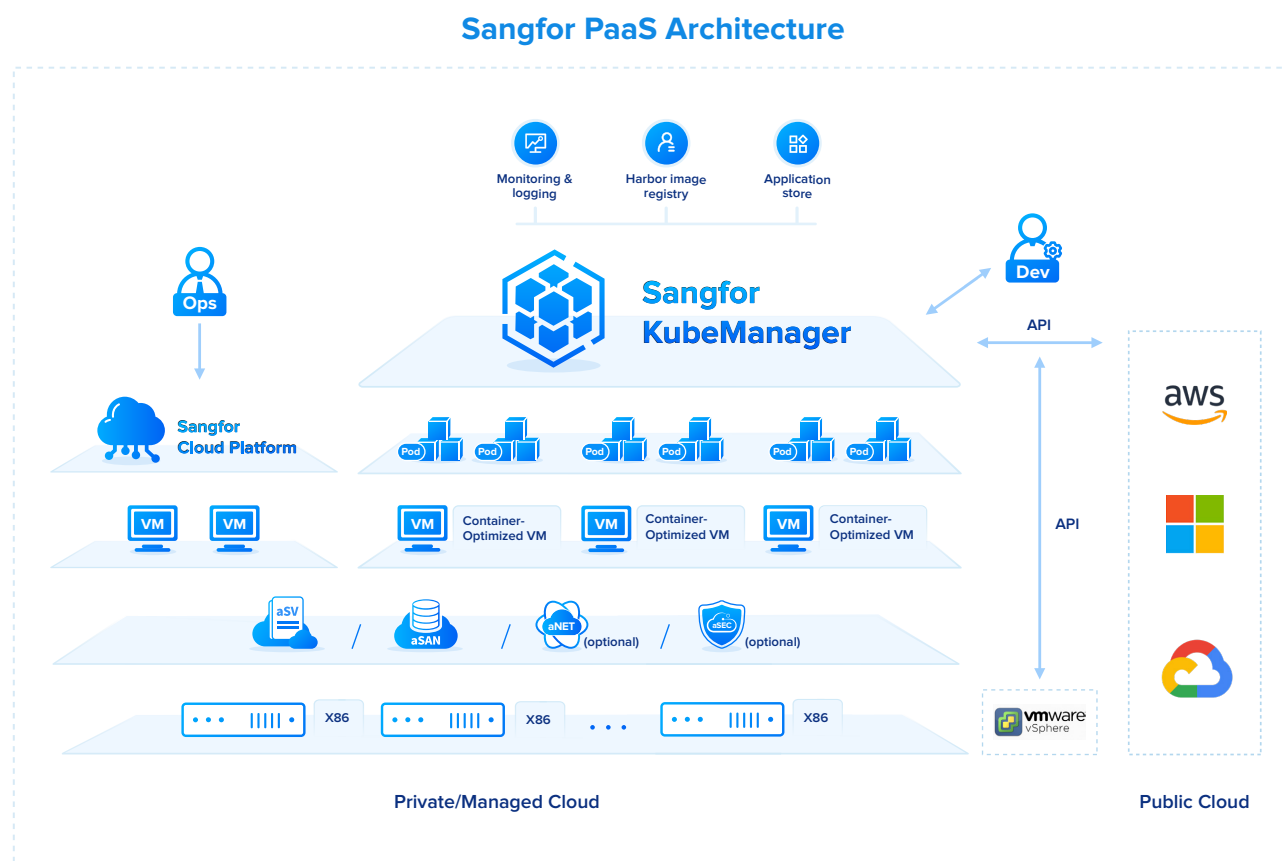 Sangfor PaaS Architecture
Monitoring &
logging
Harbor image
registry
Application
store
Ops
Sangfor
KubeManager
Dev
API
Sangfor
Cloud Platform
Pod
Pod
Pod
Pod
Pod
Pod
aws
VM
VM
VM
Container-
Optimized VM
VM
Container-
Optimized VM
VM
Container-
Optimized VM
API
aSV
/
aSAN
/
aNET
(optional)
/
aSEC
(optional)
X86
X86
...
X86
vmware
vSphere
Private/Managed Cloud
Public Cloud